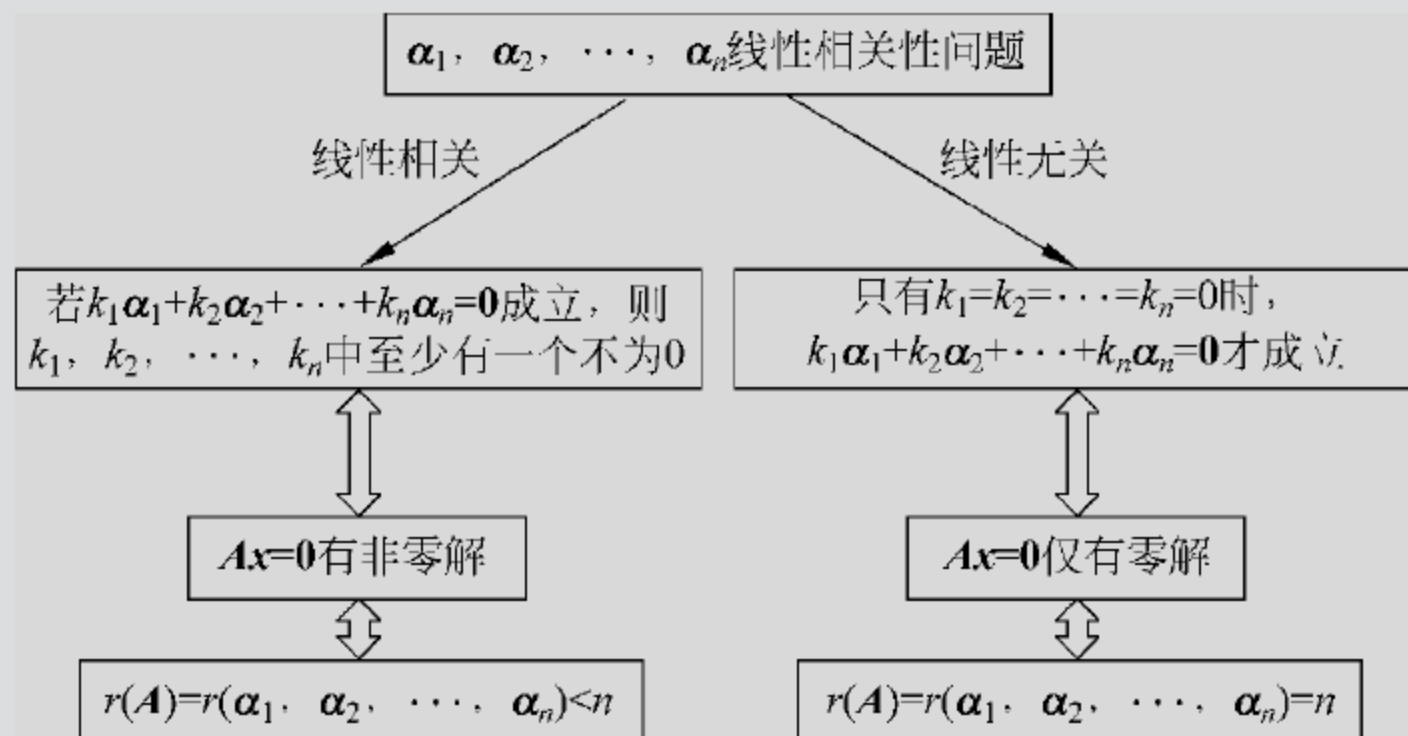 α₁，α₂，···，αₙ线性相关性问题
线性相关
线性无关
若k₁α₁+k₂α₂+···+kₙαₙ=0成立，则
k₁，k₂，···，kₙ中至少有一个不为0
只有k₁=k₂=···=kₙ=0时，
k₁α₁+k₂α₂+···+kₙαₙ=0才成立
Ax=0有非零解
Ax=0仅有零解
r(A)=r(α₁，α₂，···，αₙ)<n
r(A)=r(α₁，α₂，···，αₙ)=n